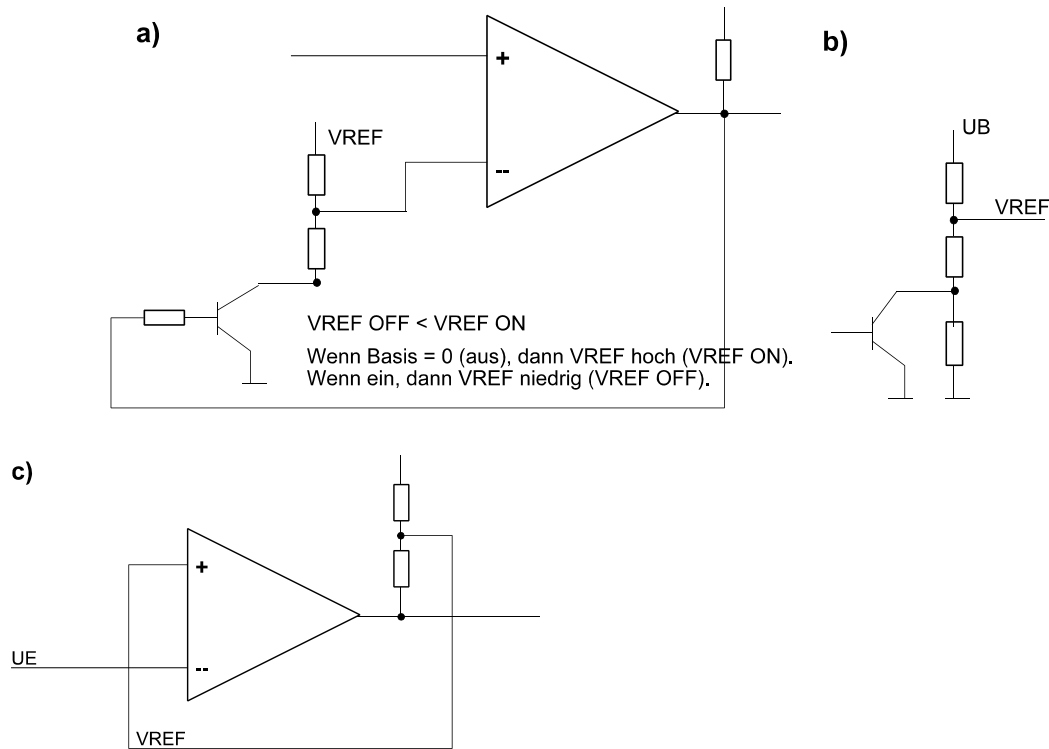 a)
+
VREF
--
VREF OFF < VREF ON
Wenn Basis = 0 (aus), dann VREF hoch (VREF ON).
Wenn ein, dann VREF niedrig (VREF OFF).
b)
UB
VREF
c)
+
UE
--
VREF